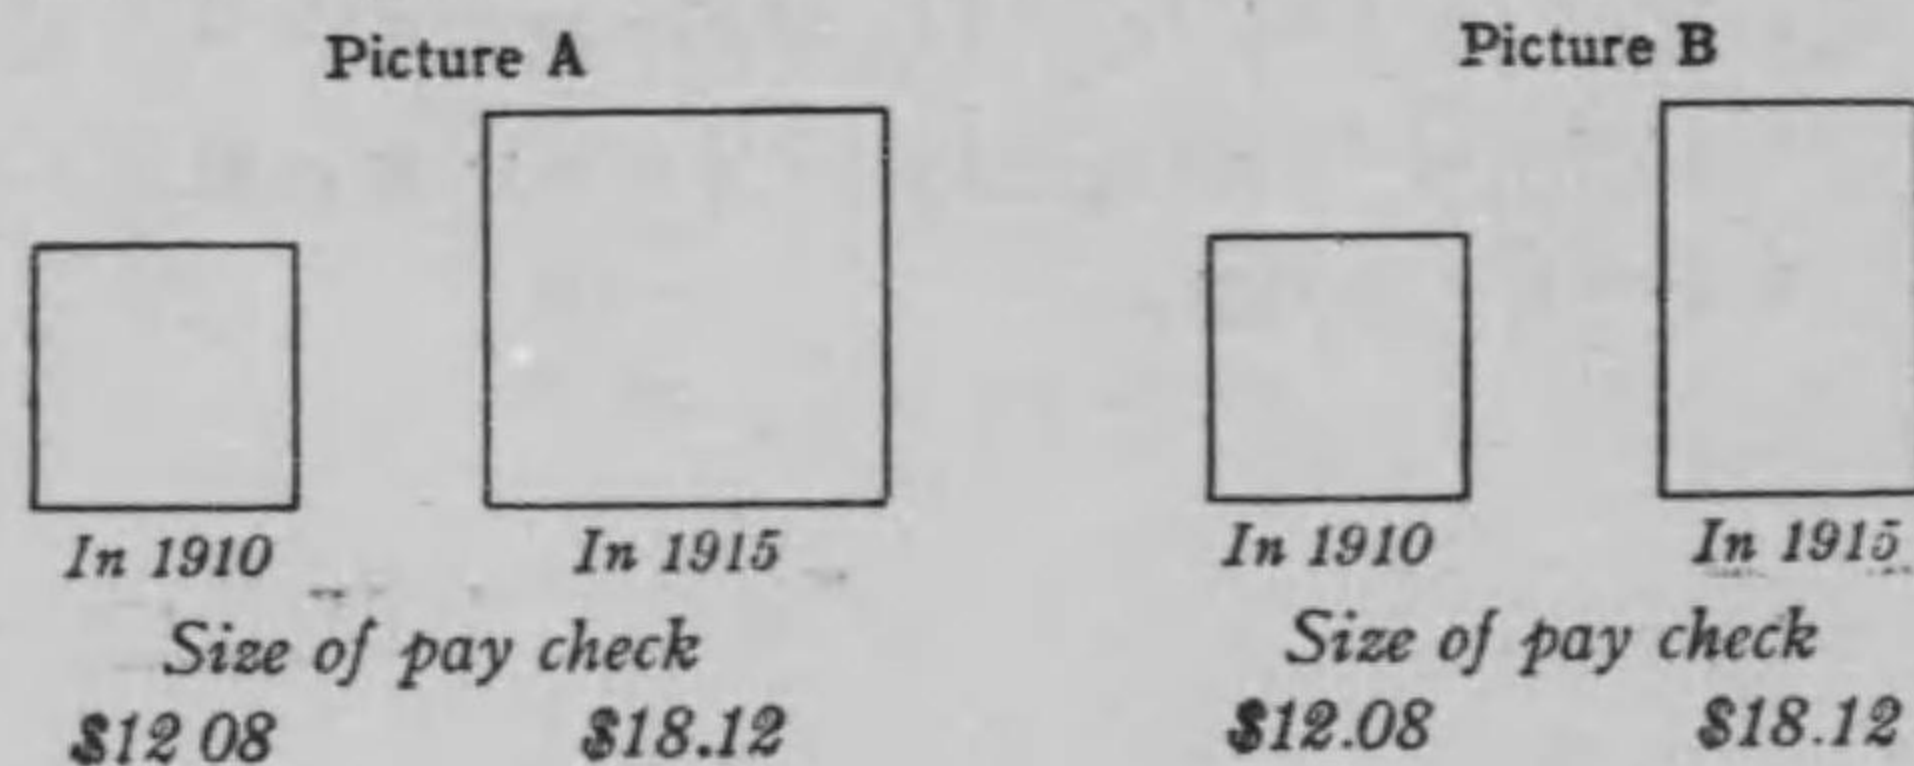 Picture A Picture B
In 1910 In 1915 In 1910 In 1915
Size of pay check Size of pay check
$12 08 $18.12 $12.08 $18.12